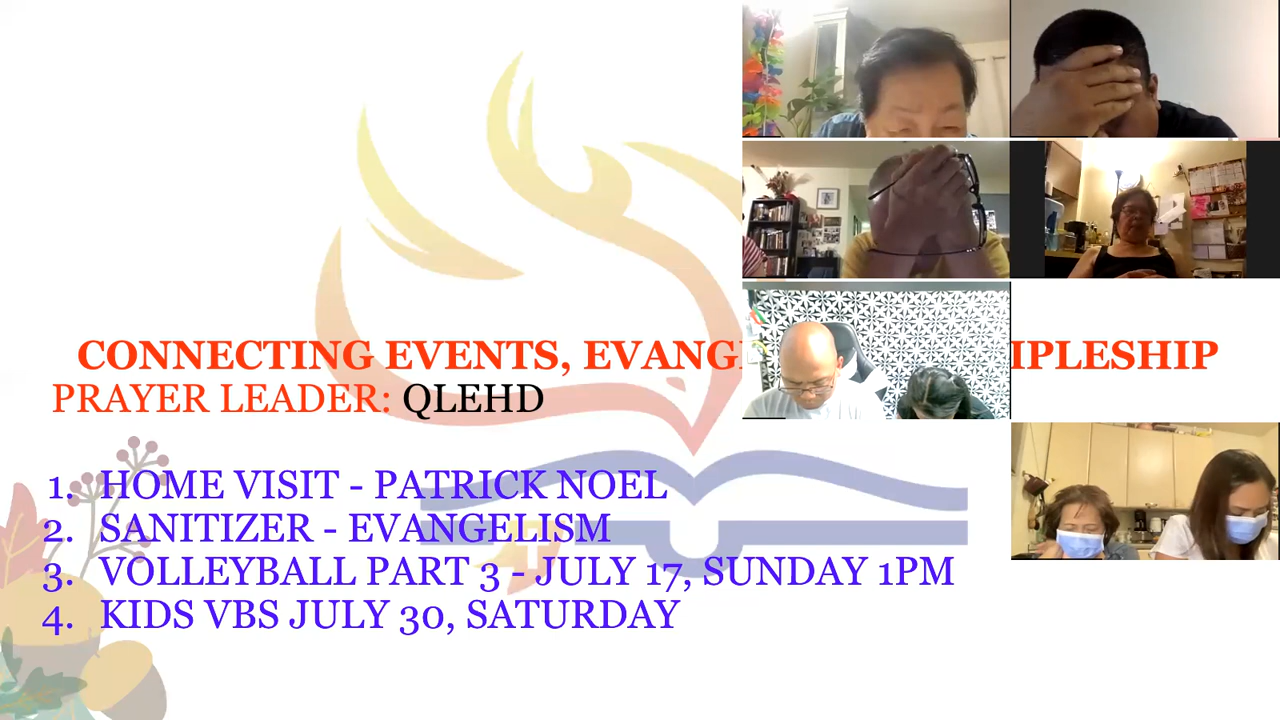 CONNECTING EVENTS, EVANG IPLESHIP
PRAYER LEADER: QLEHD
1. HOME VISIT - PATRICK NOEL
2. SANITIZER - EVANGELISM
3. VOLLEYBALL PART 3 - JULY 17, SUNDAY 1PM
4. KIDS VBS JULY 30, SATURDAY